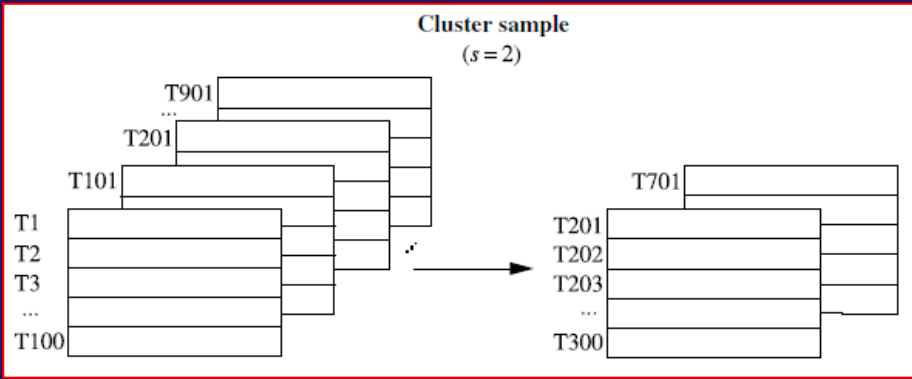 Cluster sample
(s = 2)
T901
...
T201
T101
T1
T2
T3
...
T100
T701
T201
T202
T203
...
T300